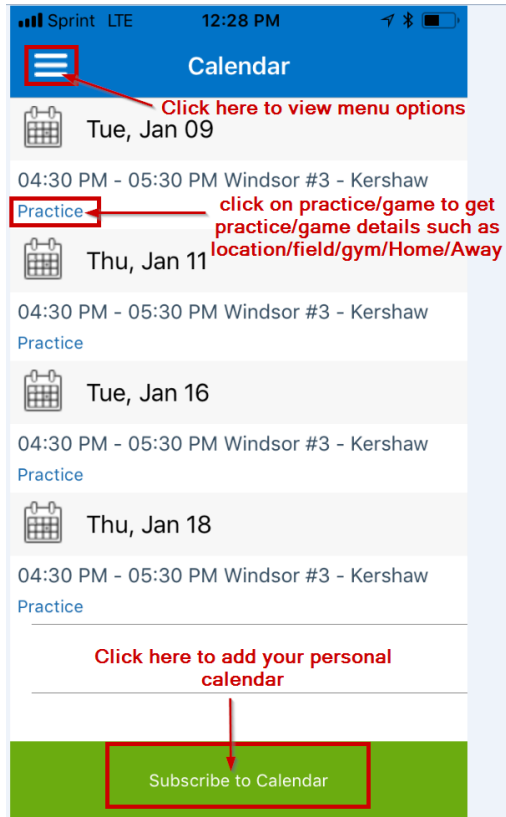 Sprint LTE 12:28 PM
Calendar
Click here to view menu options
Tue, Jan 09
04:30 PM - 05:30 PM Windsor #3 - Kershaw
Practice
click on practice/game to get
practice/game details such as
location/field/gym/Home/Away
Thu, Jan 11
04:30 PM - 05:30 PM Windsor #3 - Kershaw
Practice
Tue, Jan 16
04:30 PM - 05:30 PM Windsor #3 - Kershaw
Practice
Thu, Jan 18
04:30 PM - 05:30 PM Windsor #3 - Kershaw
Practice
Click here to add your personal
calendar
Subscribe to Calendar